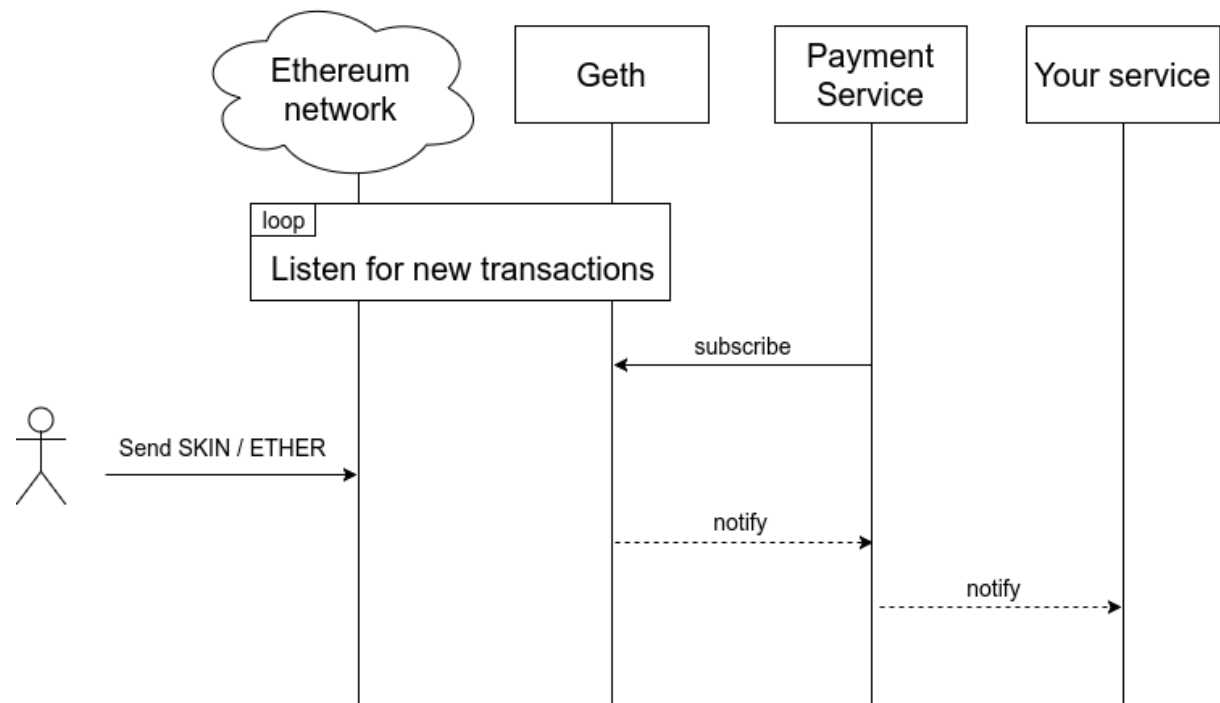 Ethereum
network
Geth
Payment
Service
Your service
loop
Listen for new transactions
subscribe
Send SKIN / ETHER
notify
notify